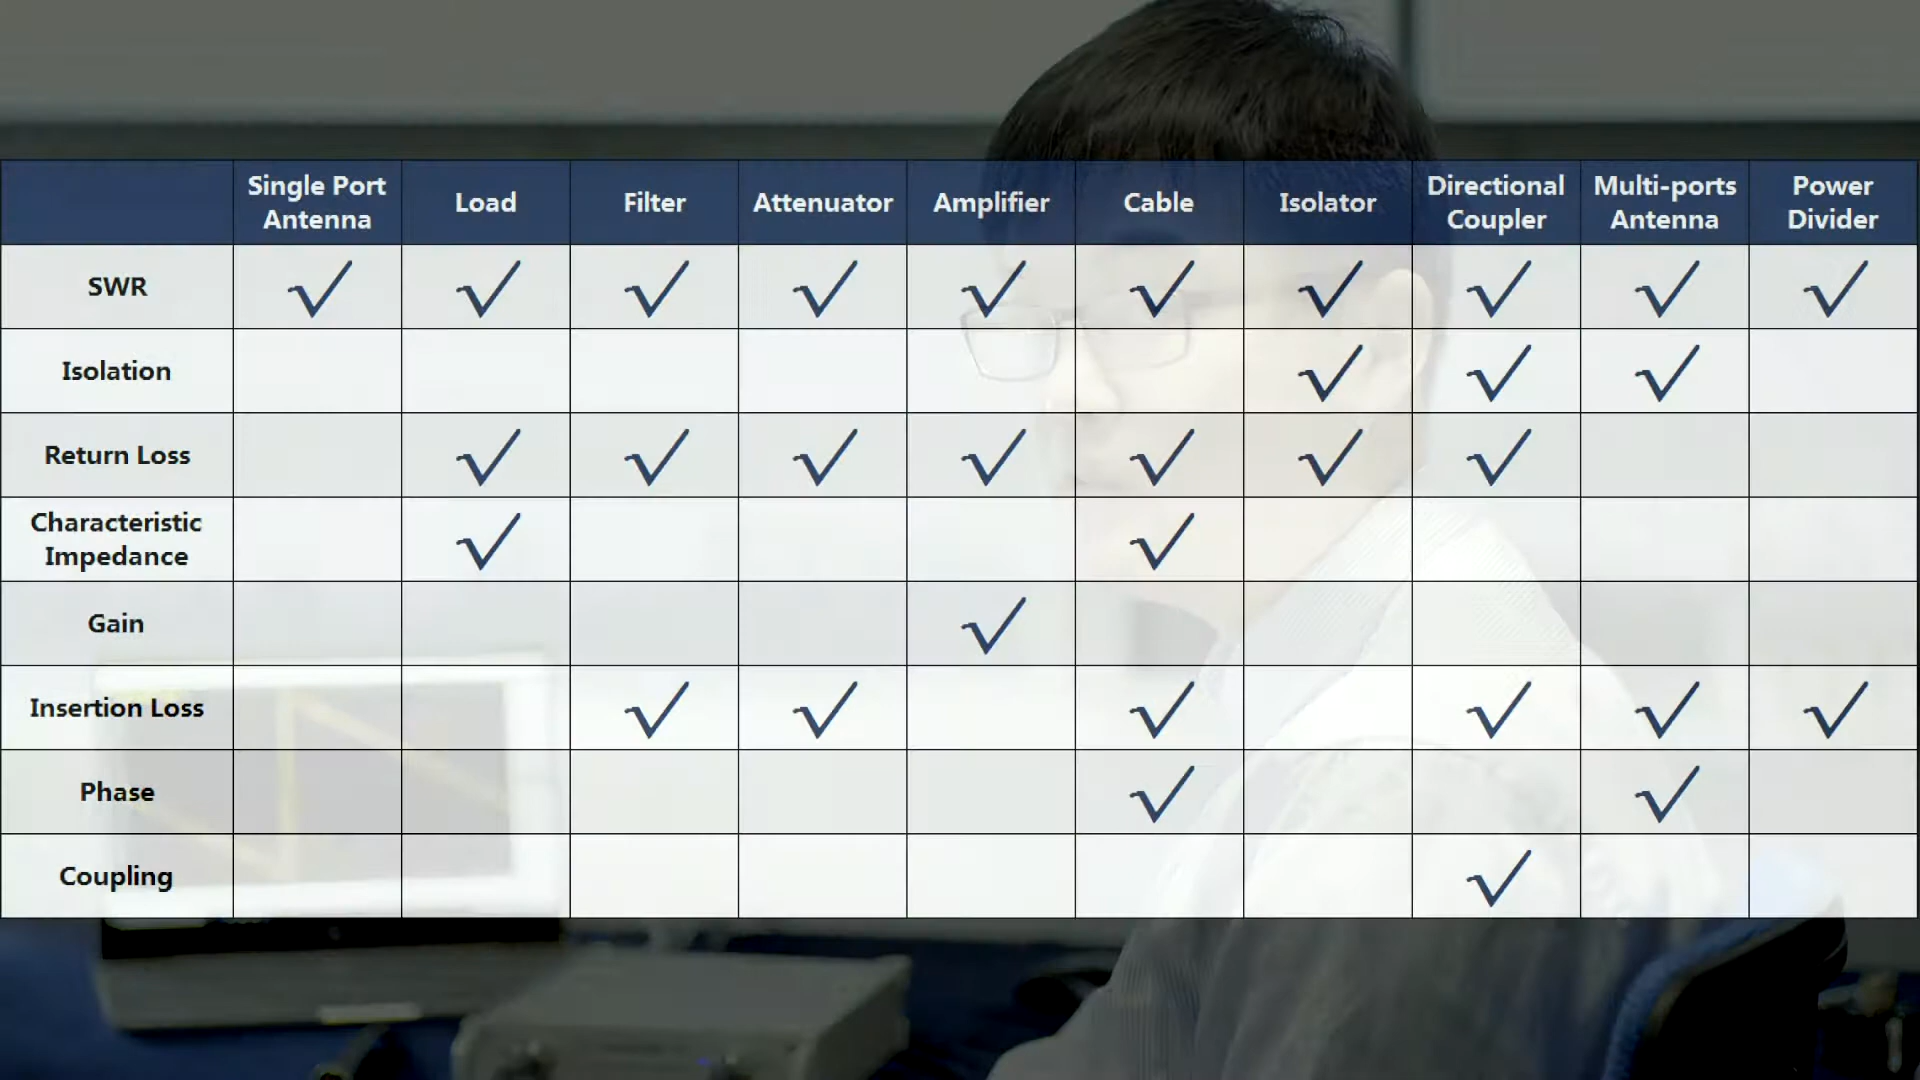 Single Port
Antenna
Load
Filter
Attenuator
Amplifier
Cable
Isolator
Directional
Coupler
Multi-ports
Antenna
Power
Divider
SWR
Isolation
Return Loss
Characteristic
Impedance
Gain
Insertion Loss
Phase
Coupling